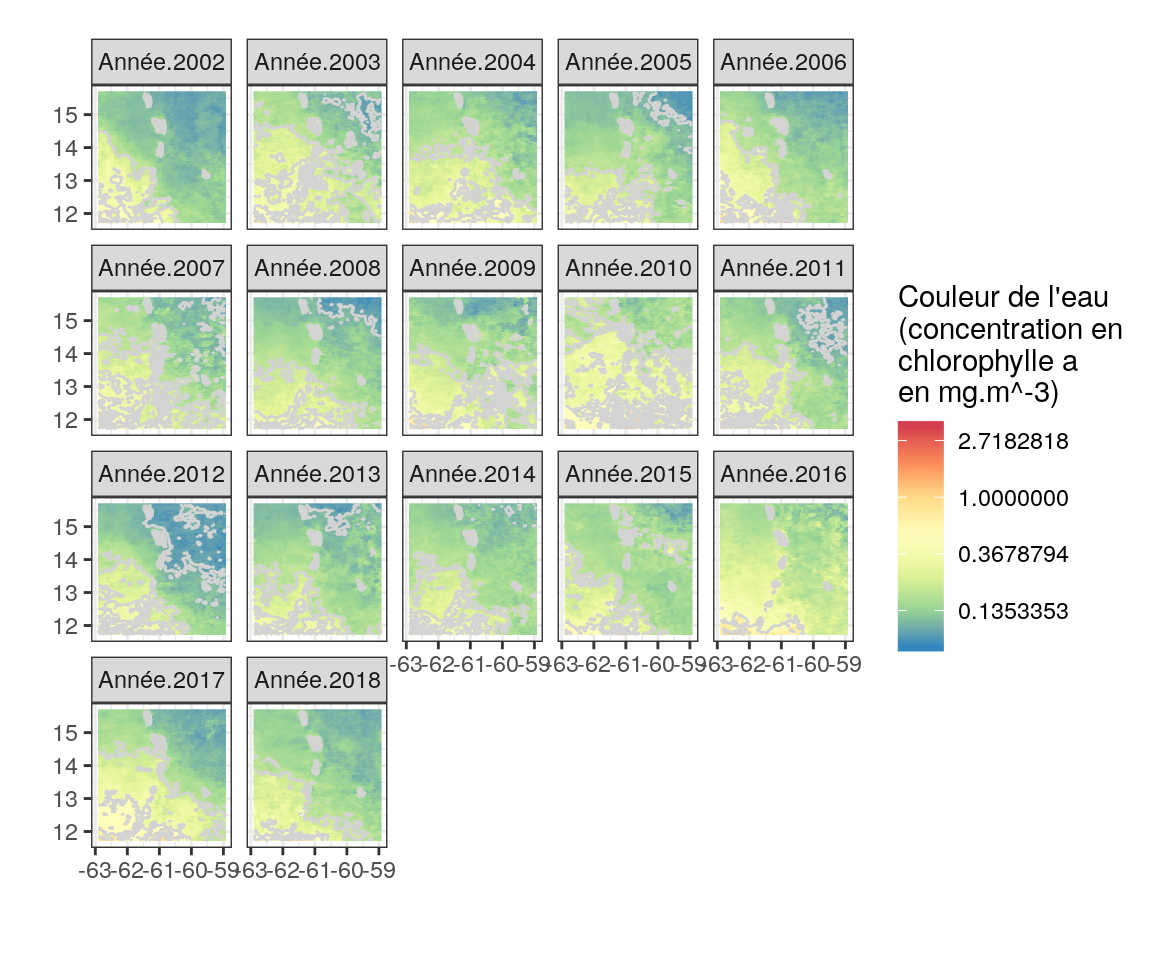 Année.2002 Année.2003 Année.2004 Année.2005 Année.2006
15
14
13
12
Année.2007 Année.2008 Année.2009 Année.2010 Année.2011
15
14
13
12
Couleur de l'eau
(concentration en
chlorophylle a
en mg.m^-3)
2.7182818
1.0000000
0.3678794
0.1353353
Année.2012 Année.2013 Année.2014 Année.2015 Année.2016
15
14
13
12
-63-62-61-60-59-63-62-61-60-59-63-62-61-60-59
Année.2017 Année.2018
15
14
13
12
-63-62-61-60-59-63-62-61-60-59